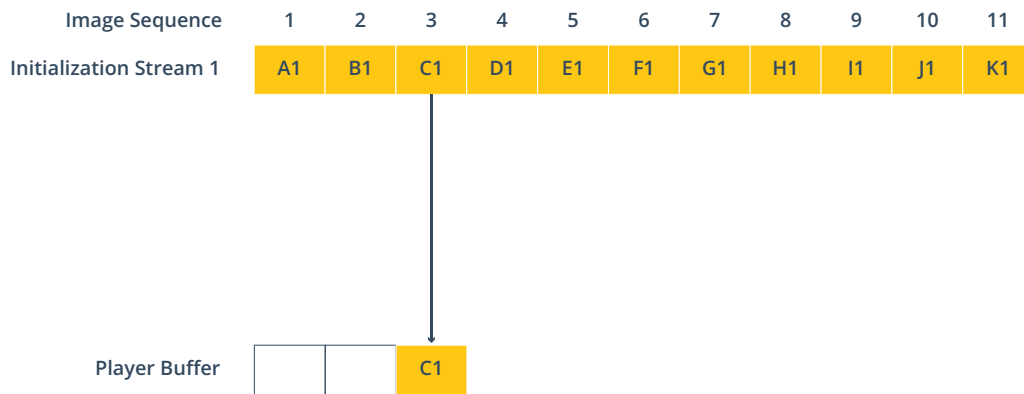 Image Sequence 1 2 3 4 5 6 7 8 9 10 11
Initialization Stream 1 A1 B1 C1 D1 E1 F1 G1 H1 I1 J1 K1
Player Buffer C1